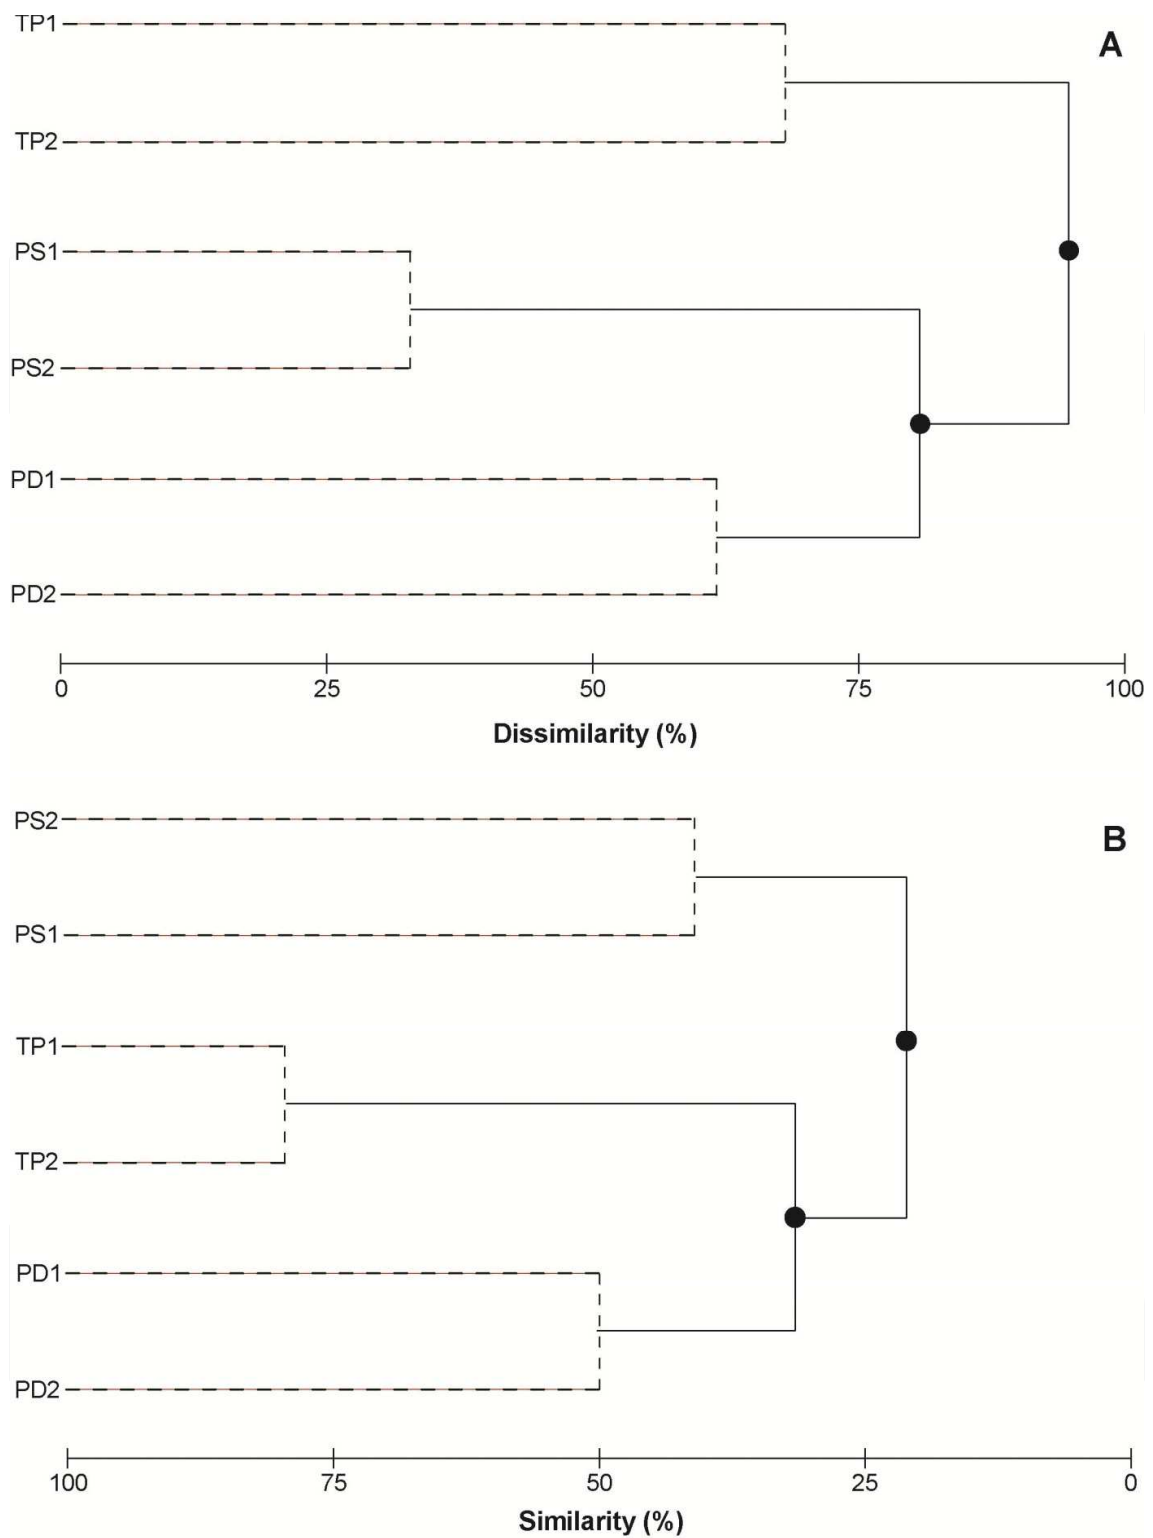 TP1
A
TP2
PS1
PS2
PD1
PD2
0 25 50 75 100
Dissimilarity (%)
PS2
B
PS1
TP1
TP2
PD1
PD2
100 75 50 25 0
Similarity (%)